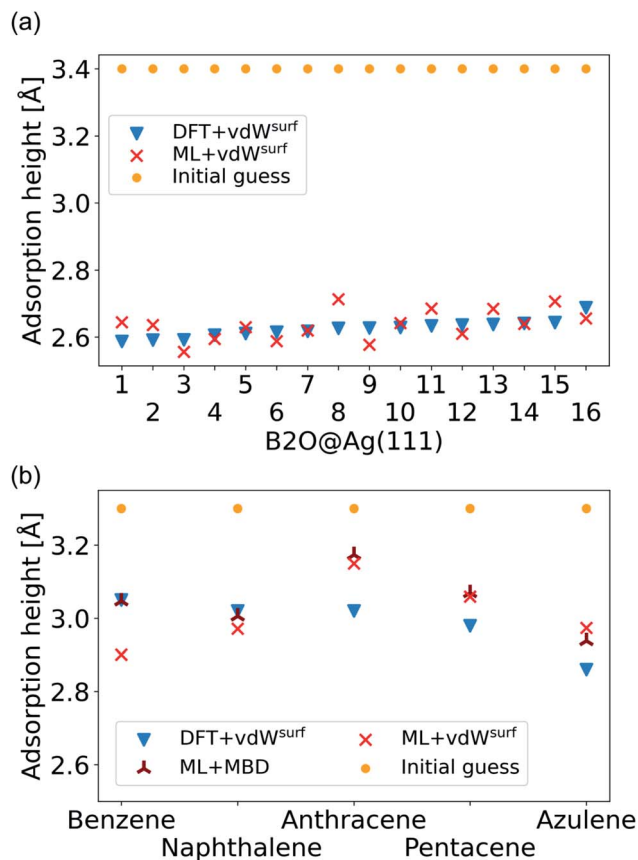 (a)
Adsorption height [Å]
3.4
3.2
3.0
2.8
2.6
DFT+vdWsurf
ML+vdWsurf
Initial guess
1 3 5 7 9 11 13 15
2 4 6 8 10 12 14 16
B2O@Ag(111)
(b)
Adsorption height [Å]
3.2
3.0
2.8
2.6
DFT+vdWsurf ML+vdWsurf
ML+MBD Initial guess
Benzene Anthracene Azulene
Naphthalene Pentacene